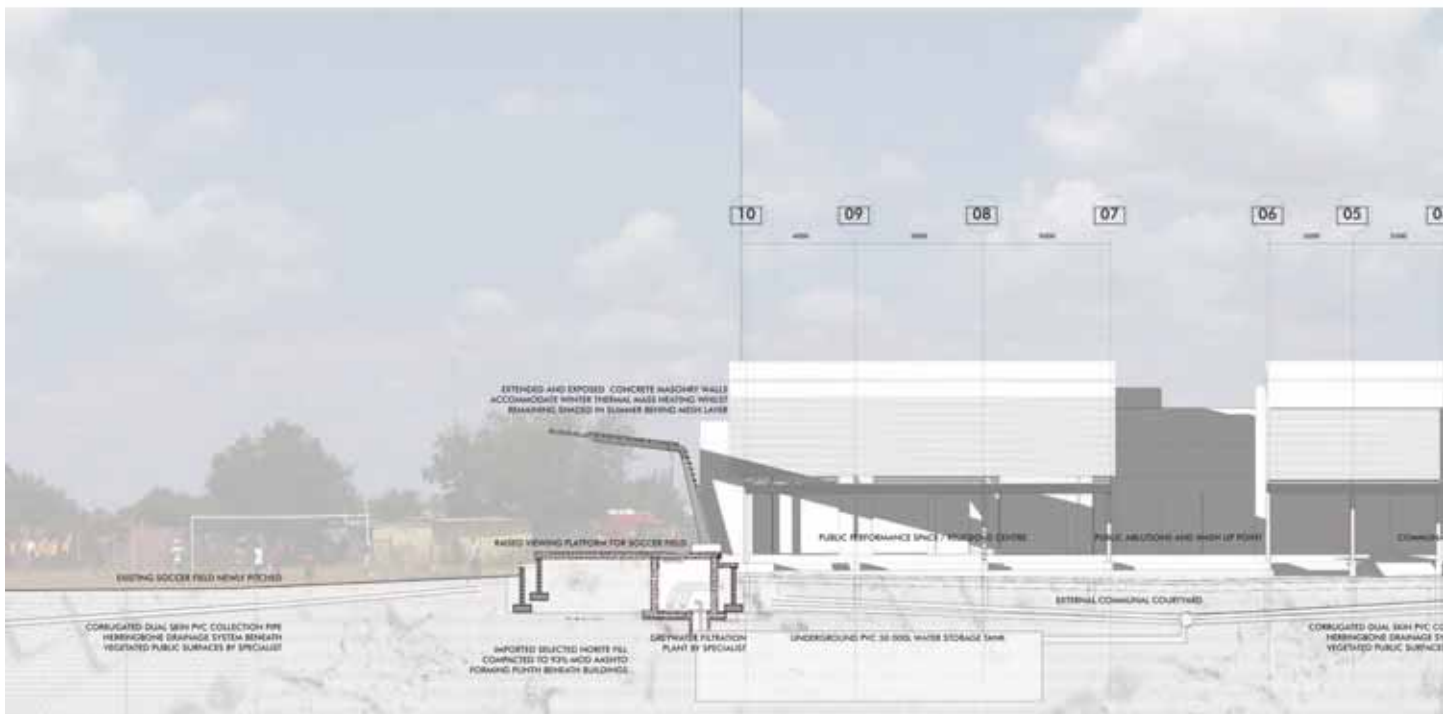 10 09 08 07 06 05
EXTENDED AND EXPOSED CONCRETE MASONRY WALLS
ACCOMMODATE WINTER THERMAL MASS HEATING WHILST
REMAINING SHADED IN SUMMER BEHIND MESH LAYER
RAISED VIEWING PLATFORM FOR SOCCER FIELD
PUBLIC PERFORMANCE SPACE /
CENTRE
PUBLIC ABLUTIONS AND WASH UP POINT
EXISTING SOCCER FIELD NEWLY PITCHED
EXTERNAL COMMUNAL COURTYARD
CORRUGATED DUAL SKIN PVC COLLECTION PIPE
HERRINGBONE DRAINAGE SYSTEM BENEATH
VEGETATED PUBLIC SURFACES BY SPECIALIST
IMPORTED SELECTED NORITE FILL
COMPACTED TO 93% MOD AASHTO
FORMING PLINTH BENEATH BUILDINGS
GREYWATER FILTRATION
PLANT BY SPECIALIST
UNDERGROUND PVC 50 000L WATER STORAGE TANK
CORRUGATED DUAL SKIN PVC CO
HERRINGBONE DRAINAGE SY
VEGETATED PUBLIC SURFACES